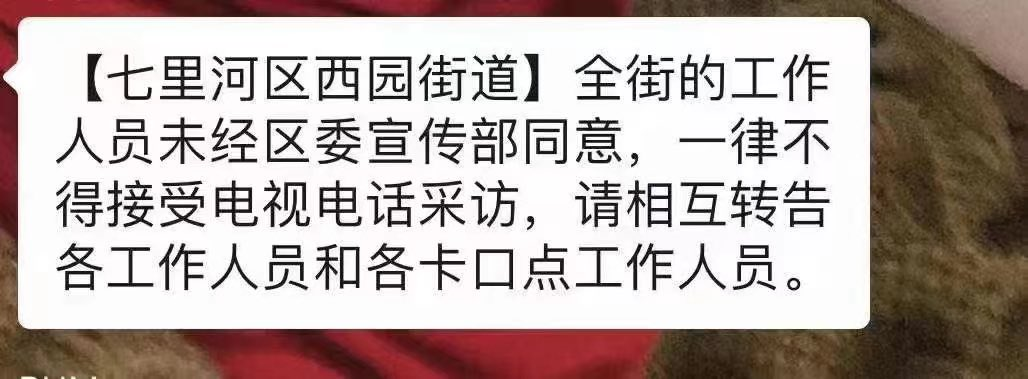 【七里河区西园街道】全街的工作
人员未经区委宣传部同意，一律不
得接受电视电话采访，请相互转告
各工作人员和各卡口点工作人员。